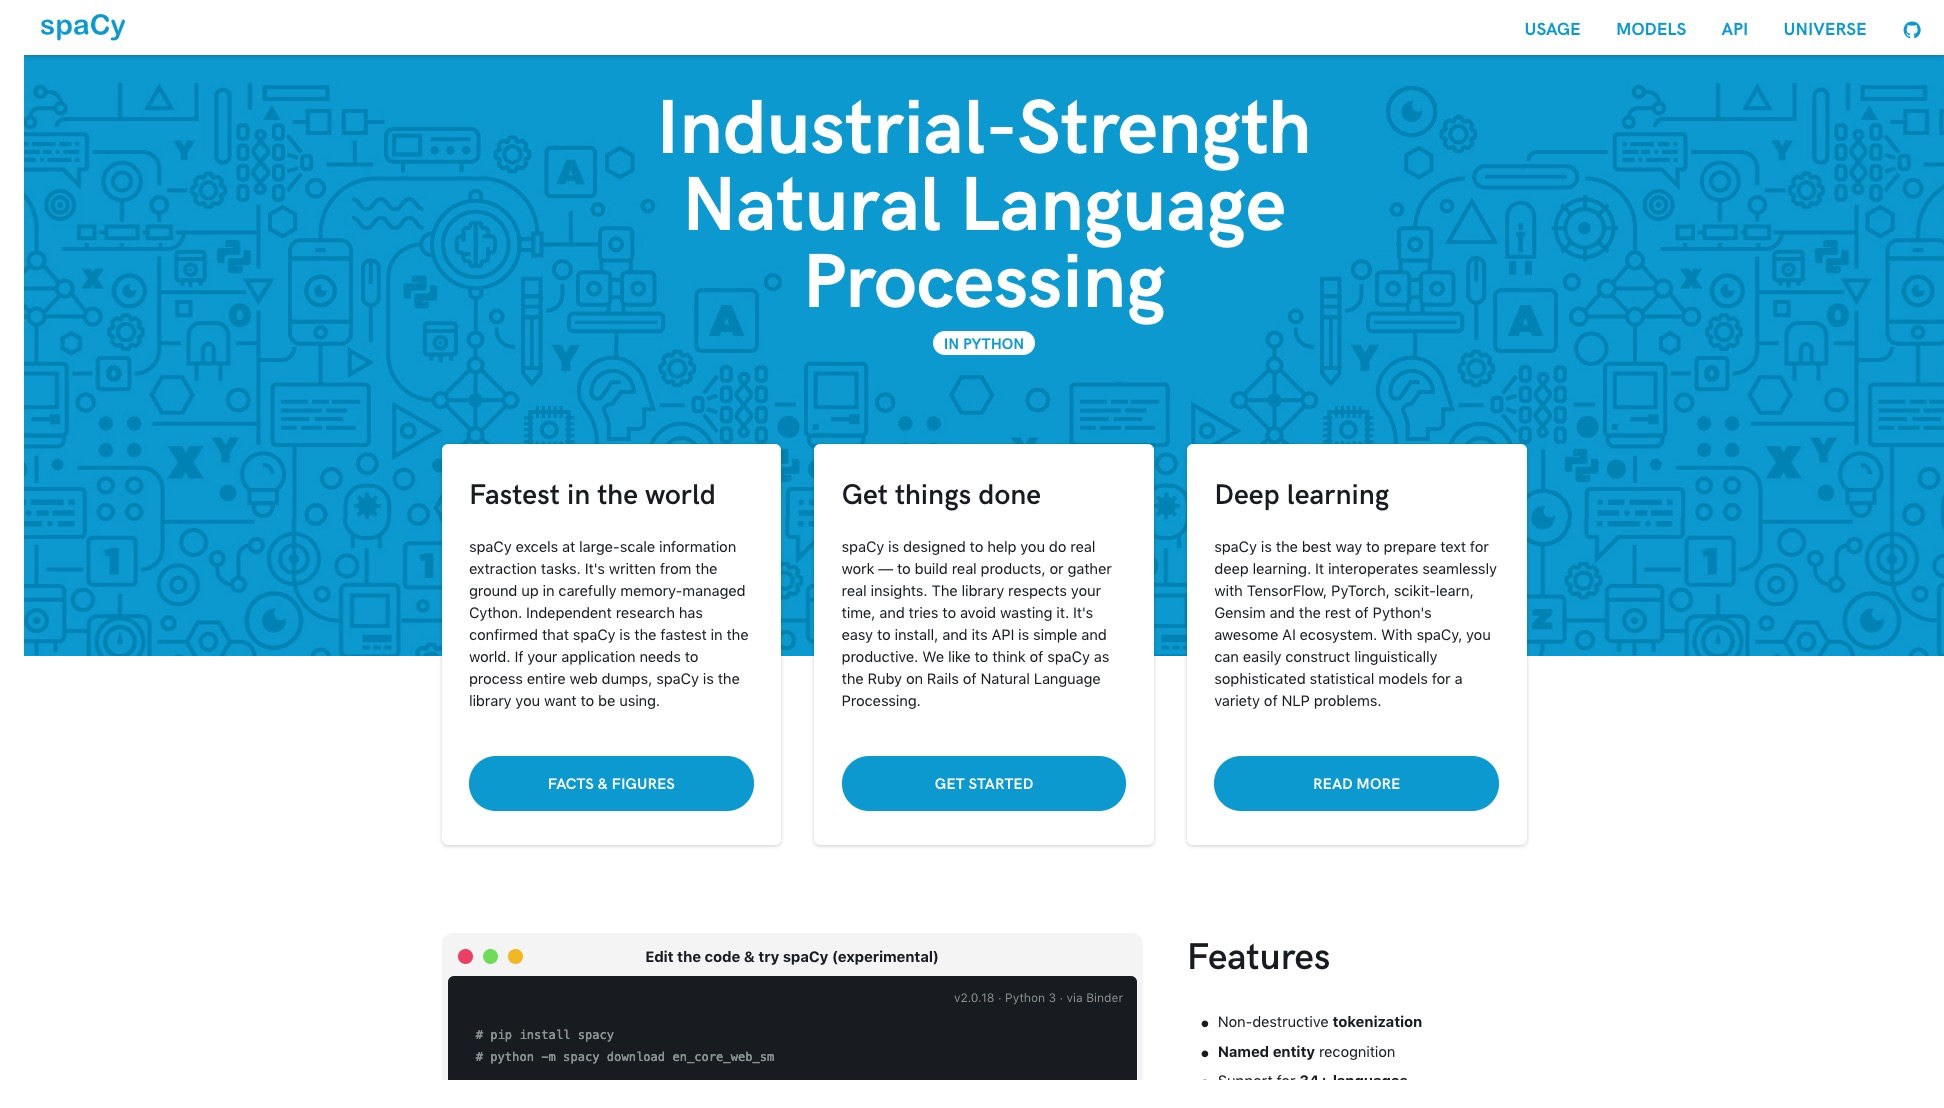 spaCy
USAGE MODELS API UNIVERSE
Industrial-Strength
Natural Language
Processing
IN PYTHON
Fastest in the world
spaCy excels at large-scale information
extraction tasks. It's written from the
ground up in carefully memory-managed
Cython. Independent research has
confirmed that spaCy is the fastest in the
world. If your application needs to
process entire web dumps, spaCy is the
library you want to be using.
FACTS & FIGURES
Get things done
spaCy is designed to help you do real
work — to build real products, or gather
real insights. The library respects your
time, and tries to avoid wasting it. It's
easy to install, and its API is simple and
productive. We like to think of spaCy as
the Ruby on Rails of Natural Language
Processing.
GET STARTED
Deep learning
spaCy is the best way to prepare text for
deep learning. It interoperates seamlessly
with TensorFlow, PyTorch, scikit-learn,
Gensim and the rest of Python's
awesome AI ecosystem. With spaCy, you
can easily construct linguistically
sophisticated statistical models for a
variety of NLP problems.
READ MORE
Edit the code & try spaCy (experimental)
v2.0.18 · Python 3 · via Binder
# pip install spacy
# python -m spacy download en_core_web_sm
Features
Non-destructive tokenization
Named entity recognition
Support for 34+ languages